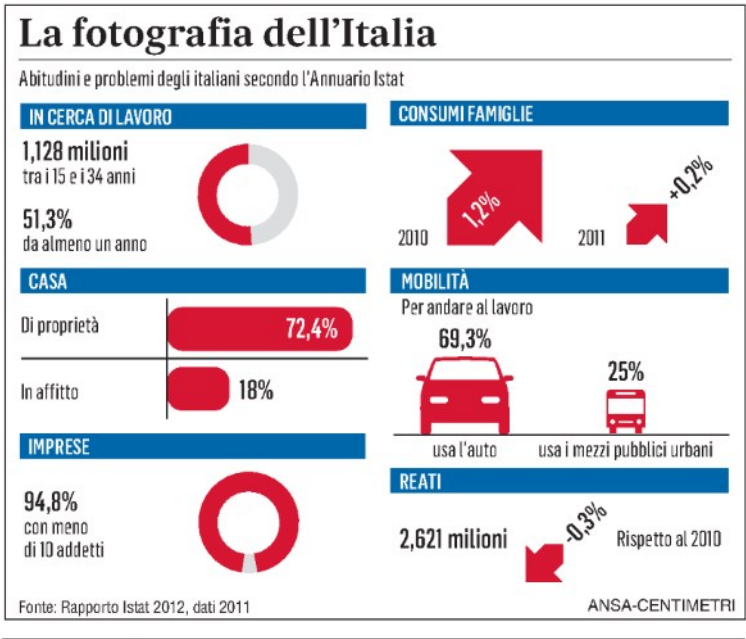 La fotografia dell'Italia
Abitudini e problemi degli italiani secondo l'Annuario Istat
IN CERCA DI LAVORO
1,128 milioni
tra i 15 e i 34 anni
51,3%
da almeno un anno
CONSUMI FAMIGLIE
1,2%
2010
+0,2%
2011
CASA
Di proprietà
72,4%
In affitto
18%
MOBILITÀ
Per andare al lavoro
69,3%
usa l'auto
25%
usa i mezzi pubblici urbani
IMPRESE
94,8%
con meno
di 10 addetti
REATI
2,621 milioni
-0,3%
Rispetto al 2010
Fonte: Rapporto Istat 2012, dati 2011
ANSA-CENTIMETRI